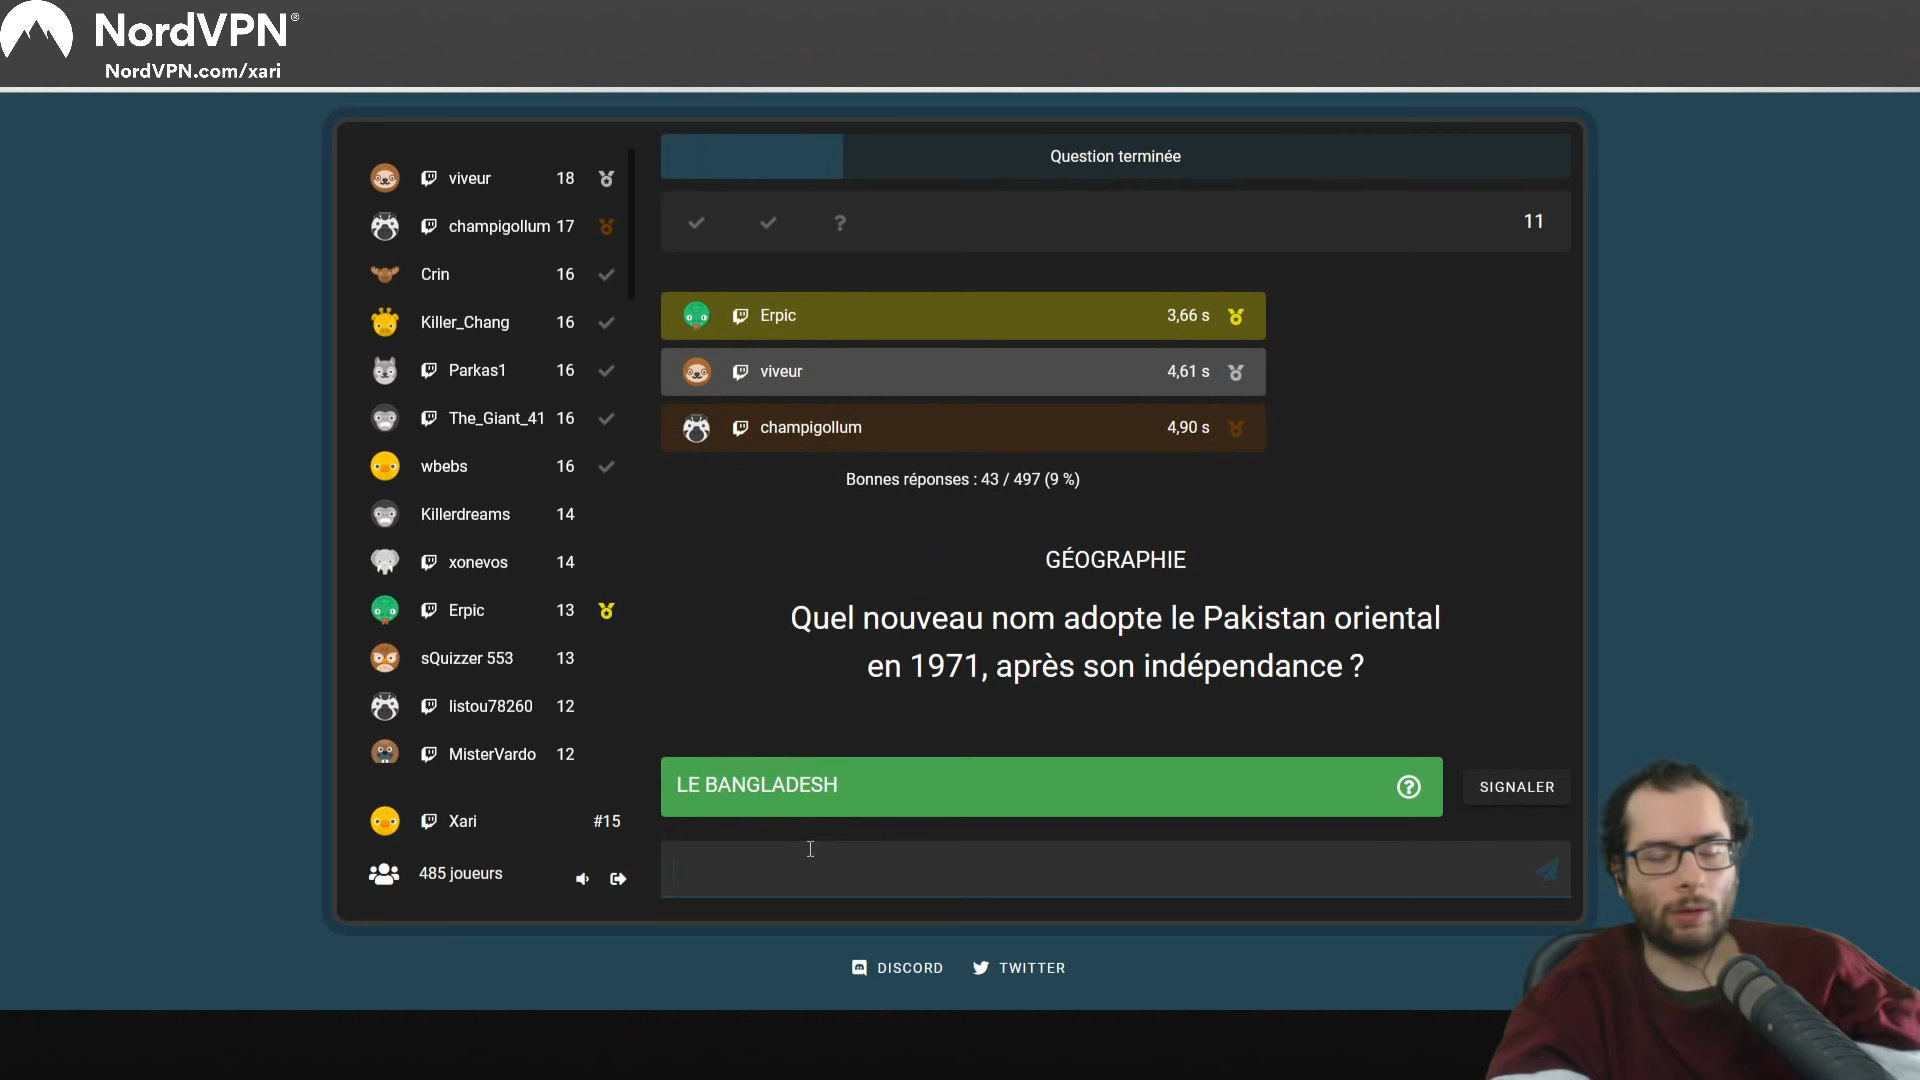 NordVPN®
NordVPN.com/xari
viveur 18
champigollum 17
Crin 16
Killer_Chang 16
Parkas1 16
The_Giant_41 16
wbebs 16
Killerdreams 14
xonevos 14
Erpic 13
sQuizzer 553 13
listou78260 12
MisterVardo 12
Xari #15
485 joueurs
Question terminée
? 11
Erpic 3,66 s
viveur 4,61 s
champigollum 4,90 s
Bonnes réponses : 43 / 497 (9 %)
GÉOGRAPHIE
Quel nouveau nom adopte le Pakistan oriental
en 1971, après son indépendance ?
LE BANGLADESH ?
SIGNALER
DISCORD TWITTER